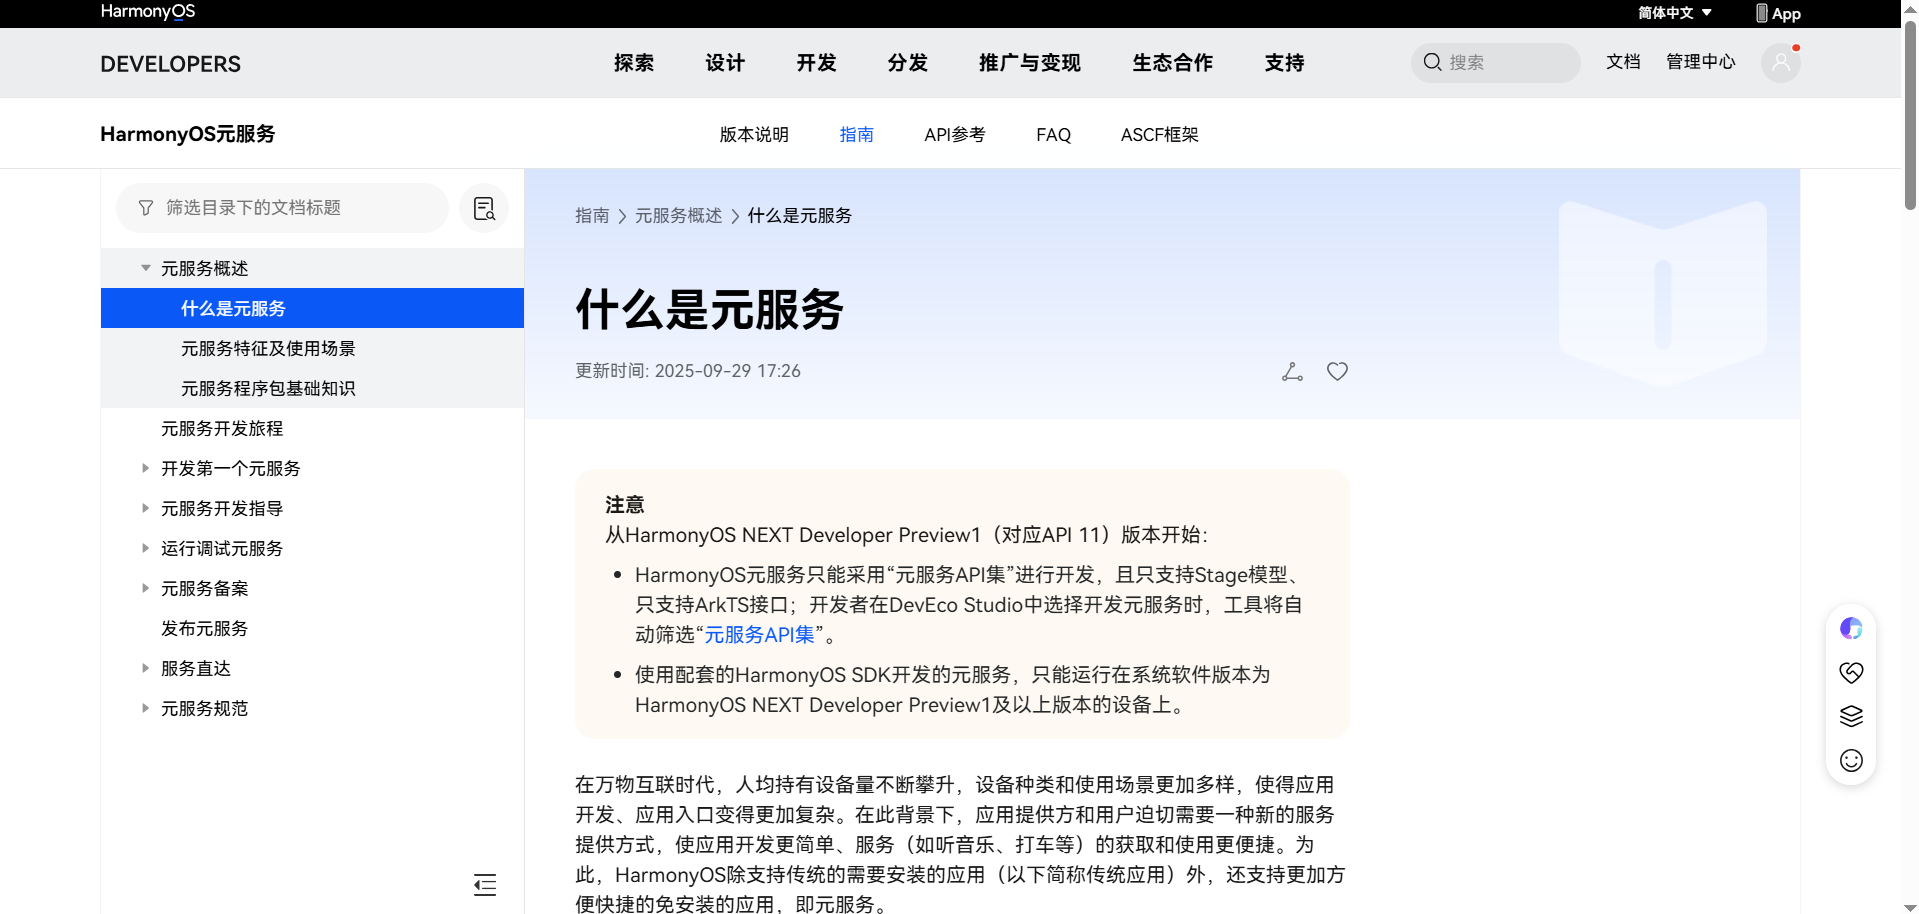 HarmonyOS
简体中文
App
DEVELOPERS
探索
设计
开发
分发
推广与变现
生态合作
支持
搜索
文档
管理中心
HarmonyOS元服务
版本说明
指南
API参考
FAQ
ASCF框架
筛选目录下的文档标题
元服务概述
什么是元服务
元服务特征及使用场景
元服务程序包基础知识
元服务开发旅程
开发第一个元服务
元服务开发指导
运行调试元服务
元服务备案
发布元服务
服务直达
元服务规范
指南 > 元服务概述 > 什么是元服务
什么是元服务
更新时间: 2025-09-29 17:26
注意
从HarmonyOS NEXT Developer Preview1（对应API 11）版本开始：
• HarmonyOS元服务只能采用“元服务API集”进行开发，且只支持Stage模型、
只支持ArkTS接口；开发者在DevEco Studio中选择开发元服务时，工具将自
动筛选“元服务API集”。
• 使用配套的HarmonyOS SDK开发的元服务，只能运行在系统软件版本为
HarmonyOS NEXT Developer Preview1及以上版本的设备上。
在万物互联时代，人均持有设备量不断攀升，设备种类和使用场景更加多样，使得应用
开发、应用入口变得更加复杂。在此背景下，应用提供方和用户迫切需要一种新的服务
提供方式，使应用开发更简单、服务（如听音乐、打车等）的获取和使用更便捷。为
此，HarmonyOS除支持传统的需要安装的应用（以下简称传统应用）外，还支持更加方
便快捷的免安装的应用，即元服务。